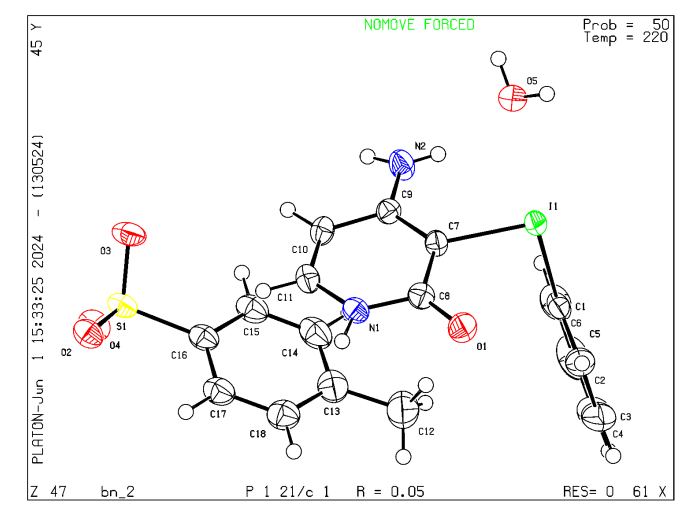 NOMOVE FORCED
Prob = 50
Temp = 220
45 Y
PLATON-Jun 1 15:33:25 2024 - (130524)
O5
N2
C9
I1
C7
O3
C10
C11
C8
C1
S1
C15
N1
C6
C5
O2
O4
C16
C14
O1
C2
C17
C13
C3
C18
C12
C4
Z 47 bn_2 P 1 21/c 1 R = 0.05 RES= 0 61 X